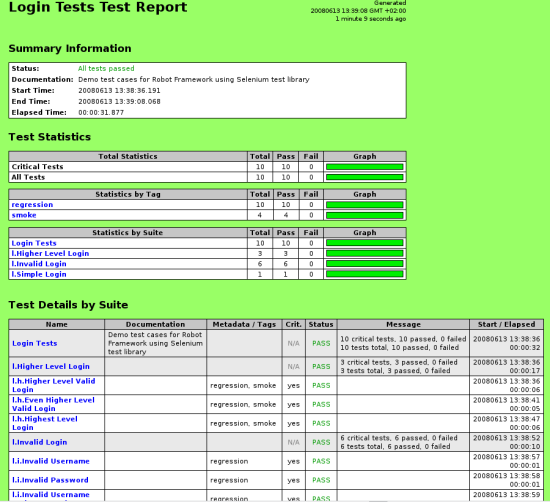 Login Tests Test Report
Generated
20080613 13:39:08 GMT +02:00
1 minute 9 seconds ago
Summary Information
Status: All tests passed
Documentation: Demo test cases for Robot Framework using Selenium test library
Start Time: 20080613 13:38:36.191
End Time: 20080613 13:39:08.068
Elapsed Time: 00:00:31.877
Test Statistics
Total Statistics Total Pass Fail Graph
Critical Tests 10 10 0
All Tests 10 10 0
Statistics by Tag Total Pass Fail Graph
regression 10 10 0
smoke 4 4 0
Statistics by Suite Total Pass Fail Graph
Login Tests 10 10 0
l.Higher Level Login 3 3 0
l.Invalid Login 6 6 0
l.Simple Login 1 1 0
Test Details by Suite
Name Documentation Metadata / Tags Crit. Status Message Start / Elapsed
Login Tests
Demo test cases for Robot
Framework using Selenium
test library
N/A PASS
10 critical tests, 10 passed, 0 failed
10 tests total, 10 passed, 0 failed
20080613 13:38:36
00:00:32
l.Higher Level Login N/A PASS
3 critical tests, 3 passed, 0 failed
3 tests total, 3 passed, 0 failed
20080613 13:38:36
00:00:17
l.h.Higher Level Valid
Login
regression, smoke yes PASS
20080613 13:38:36
00:00:06
l.h.Even Higher Level
Valid Login
regression, smoke yes PASS
20080613 13:38:41
00:00:05
l.h.Highest Level
Login
regression, smoke yes PASS
20080613 13:38:47
00:00:06
l.Invalid Login N/A PASS
6 critical tests, 6 passed, 0 failed
6 tests total, 6 passed, 0 failed
20080613 13:38:52
00:00:10
l.i.Invalid Username regression yes PASS
20080613 13:38:57
00:00:01
l.i.Invalid Password regression yes PASS
20080613 13:38:58
00:00:01
l.i.Invalid Username regression yes PASS
20080613 13:38:59